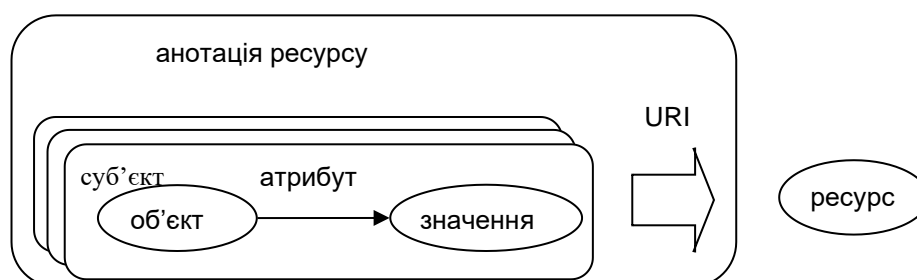 анотація ресурсу
URI
суб’єкт
атрибут
об’єкт
значення
ресурс